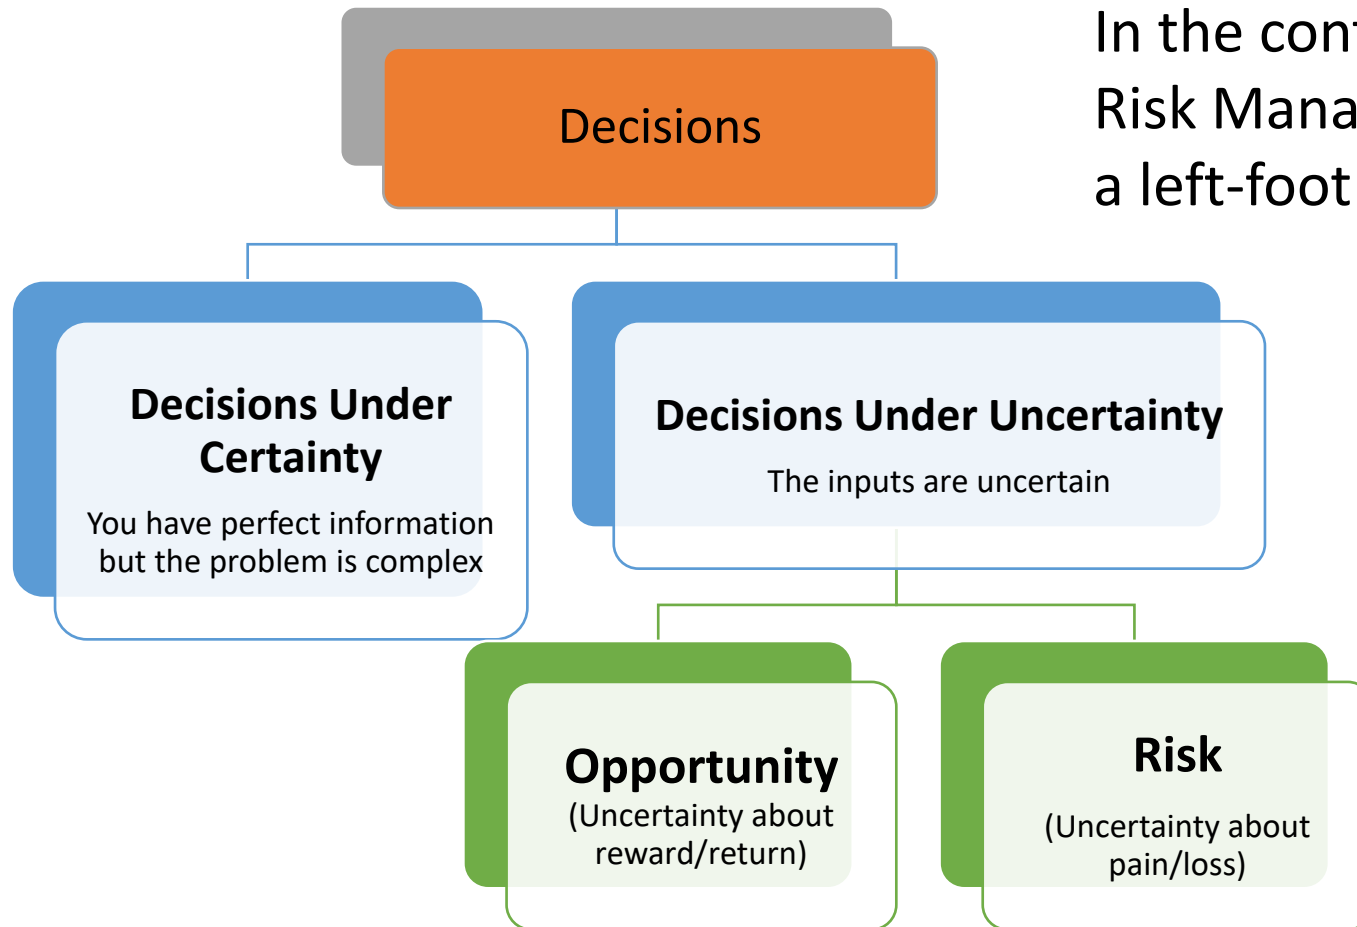 Decisions
In the con
Risk Mana
a left-foot
Decisions Under
Certainty
You have perfect information
but the problem is complex
Decisions Under Uncertainty
The inputs are uncertain
Opportunity
(Uncertainty about
reward/return)
Risk
(Uncertainty about
pain/loss)